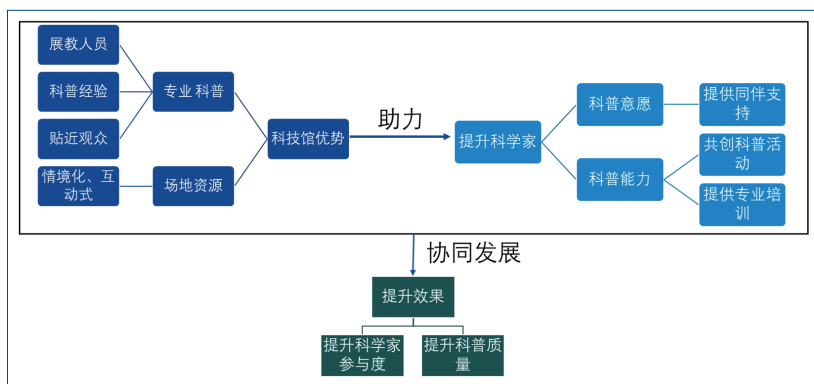 展教人员
科普经验
贴近观众
情境化、互
动式
专业 科普
场地资源
科技馆优势
助力
提升科学家
科普意愿
科普能力
提供同伴支
持
共创科普活
动
提供专业培
训
协同发展
提升效果
提升科学家
参与度
提升科普质
量